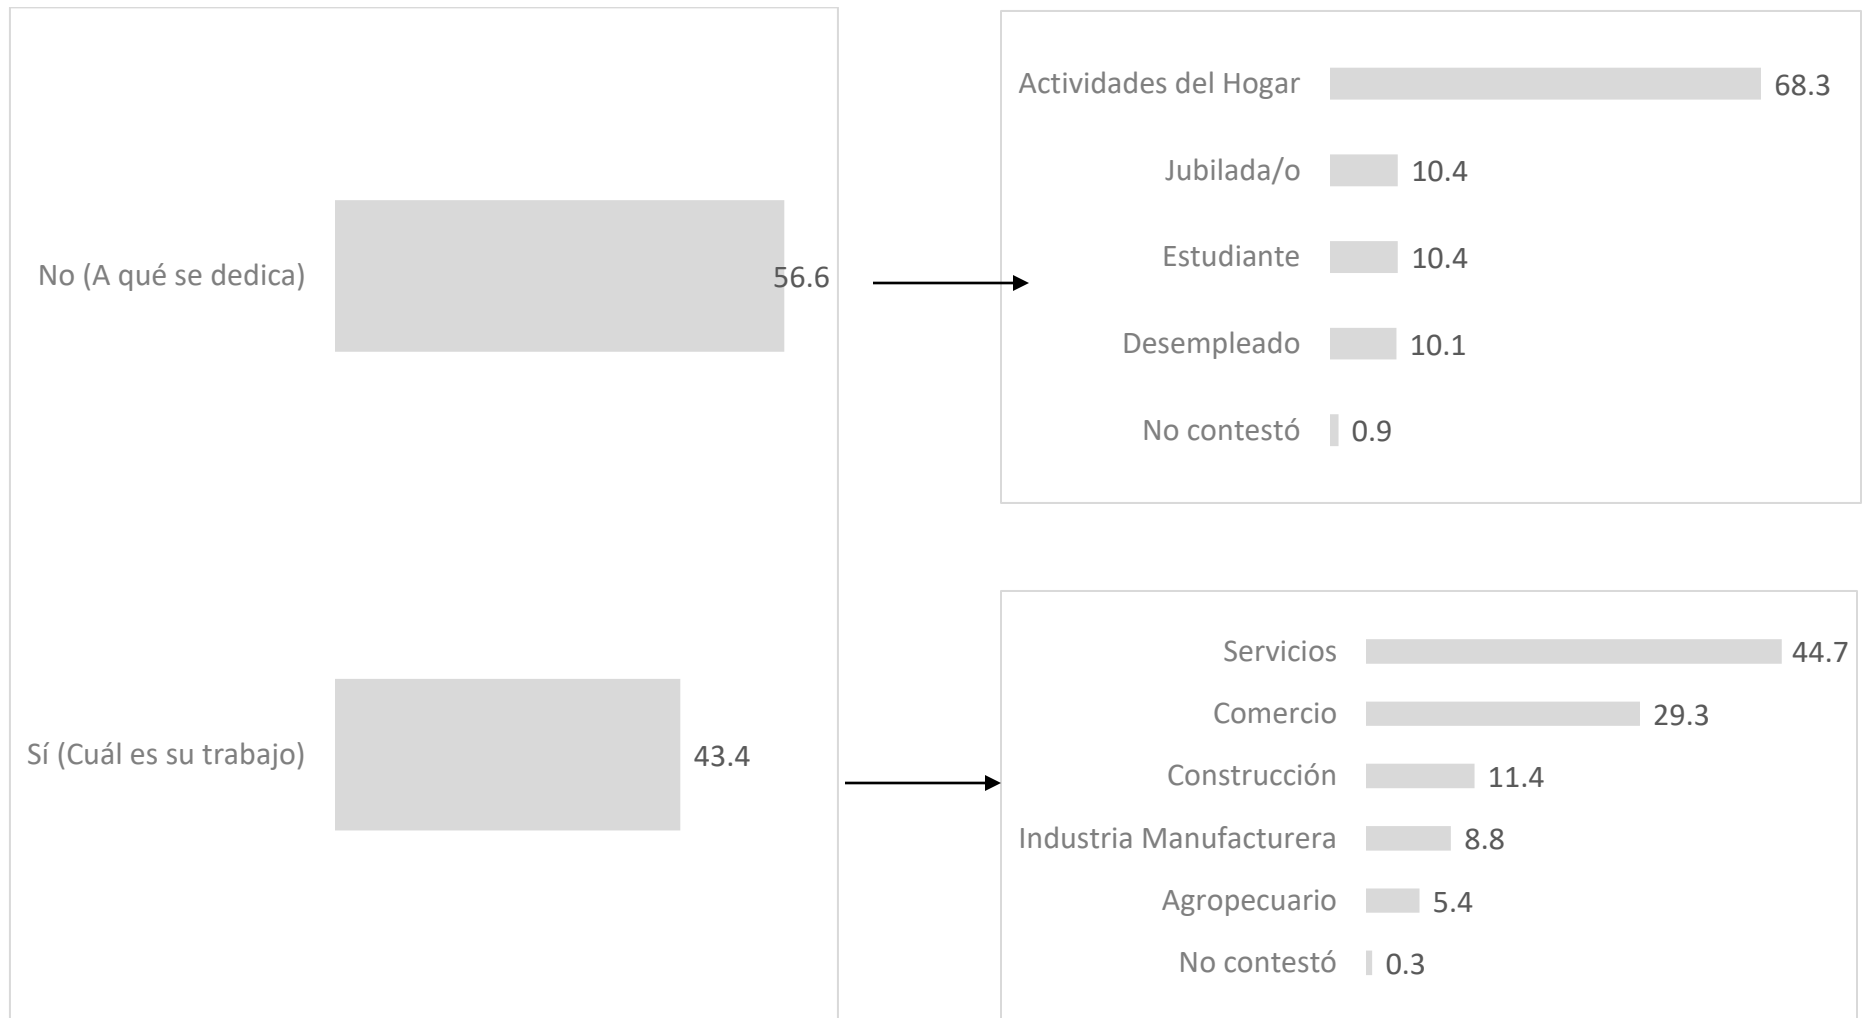 No (A qué se dedica) 56.6
Sí (Cuál es su trabajo) 43.4
Actividades del Hogar 68.3
Jubilada/o 10.4
Estudiante 10.4
Desempleado 10.1
No contestó 0.9
Servicios 44.7
Comercio 29.3
Construcción 11.4
Industria Manufacturera 8.8
Agropecuario 5.4
No contestó 0.3